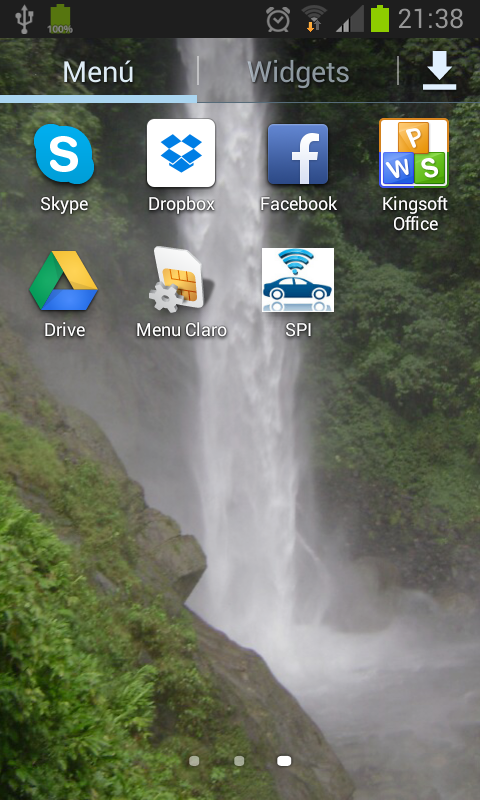 100%
21:38
Menú
Widgets
S
f
P
W S
Skype
Dropbox
Facebook
Kingsoft
Office
Drive
Menu Claro
SPI